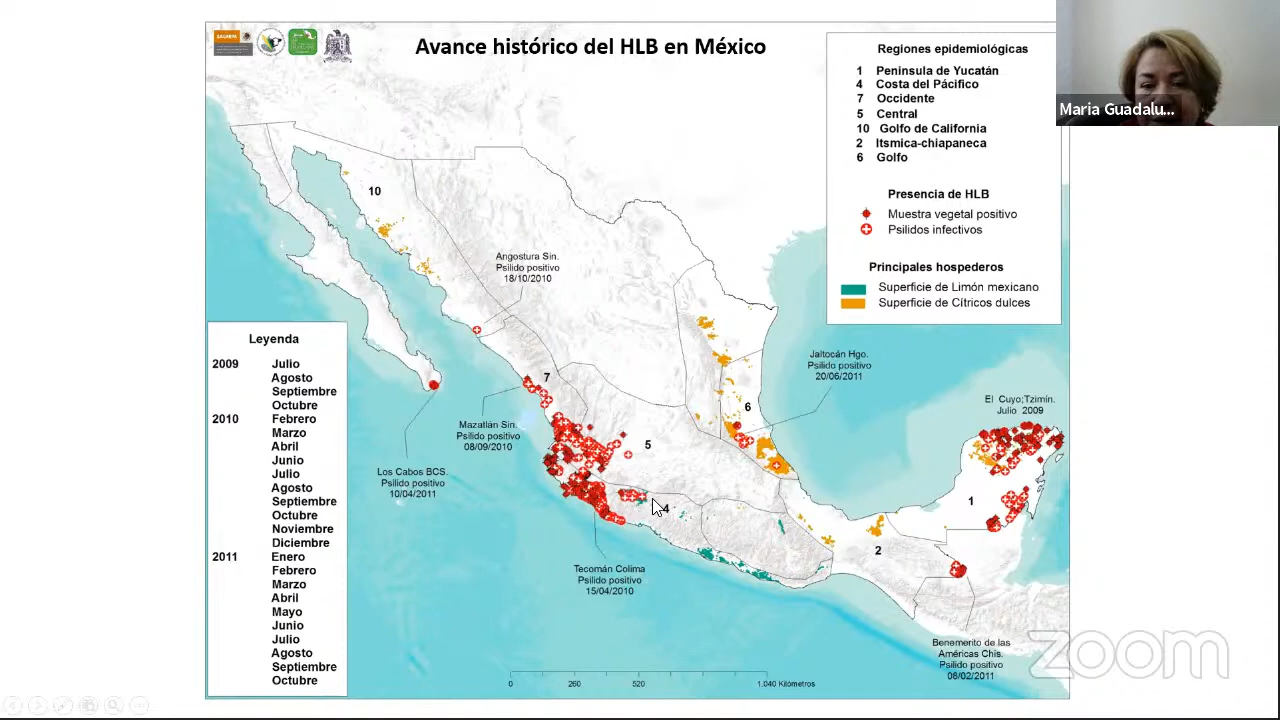 SAGARPA
Avance histórico del HLB en México
Regiones epidemiológicas
1 Peninsula de Yucatán
4 Costa del Pácifico
7 Occidente
5 Central
10 Golfo de California
2 Itsmica-chiapaneca
6 Golfo
Presencia de HLB
Muestra vegetal positivo
Psilidos infectivos
Principales hospederos
Superficie de Limón mexicano
Superficie de Cítricos dulces
Maria Guadalu...
10
Angostura Sin.
Psilido positivo
18/10/2010
Leyenda
2009 Julio
Agosto
Septiembre
Octubre
2010 Febrero
Marzo
Abril
Junio
Julio
Agosto
Septiembre
Octubre
Noviembre
Diciembre
2011 Enero
Febrero
Marzo
Abril
Mayo
Junio
Julio
Agosto
Septiembre
Octubre
7
Mazatlán Sin.
Psilido positivo
08/09/2010
Los Cabos BCS.
Psilido positivo
10/04/2011
5
6
Jaltocán Hgo.
Psilido positivo
20/06/2011
El Cuyo;Tzimín.
Julio 2009
1
4
2
Tecomán Colima
Psilido positivo
15/04/2010
Benemerito de las
Américas Chis.
Psilido positivo
08/02/2011
0 260 520 1.040 Kilómetros
zoom